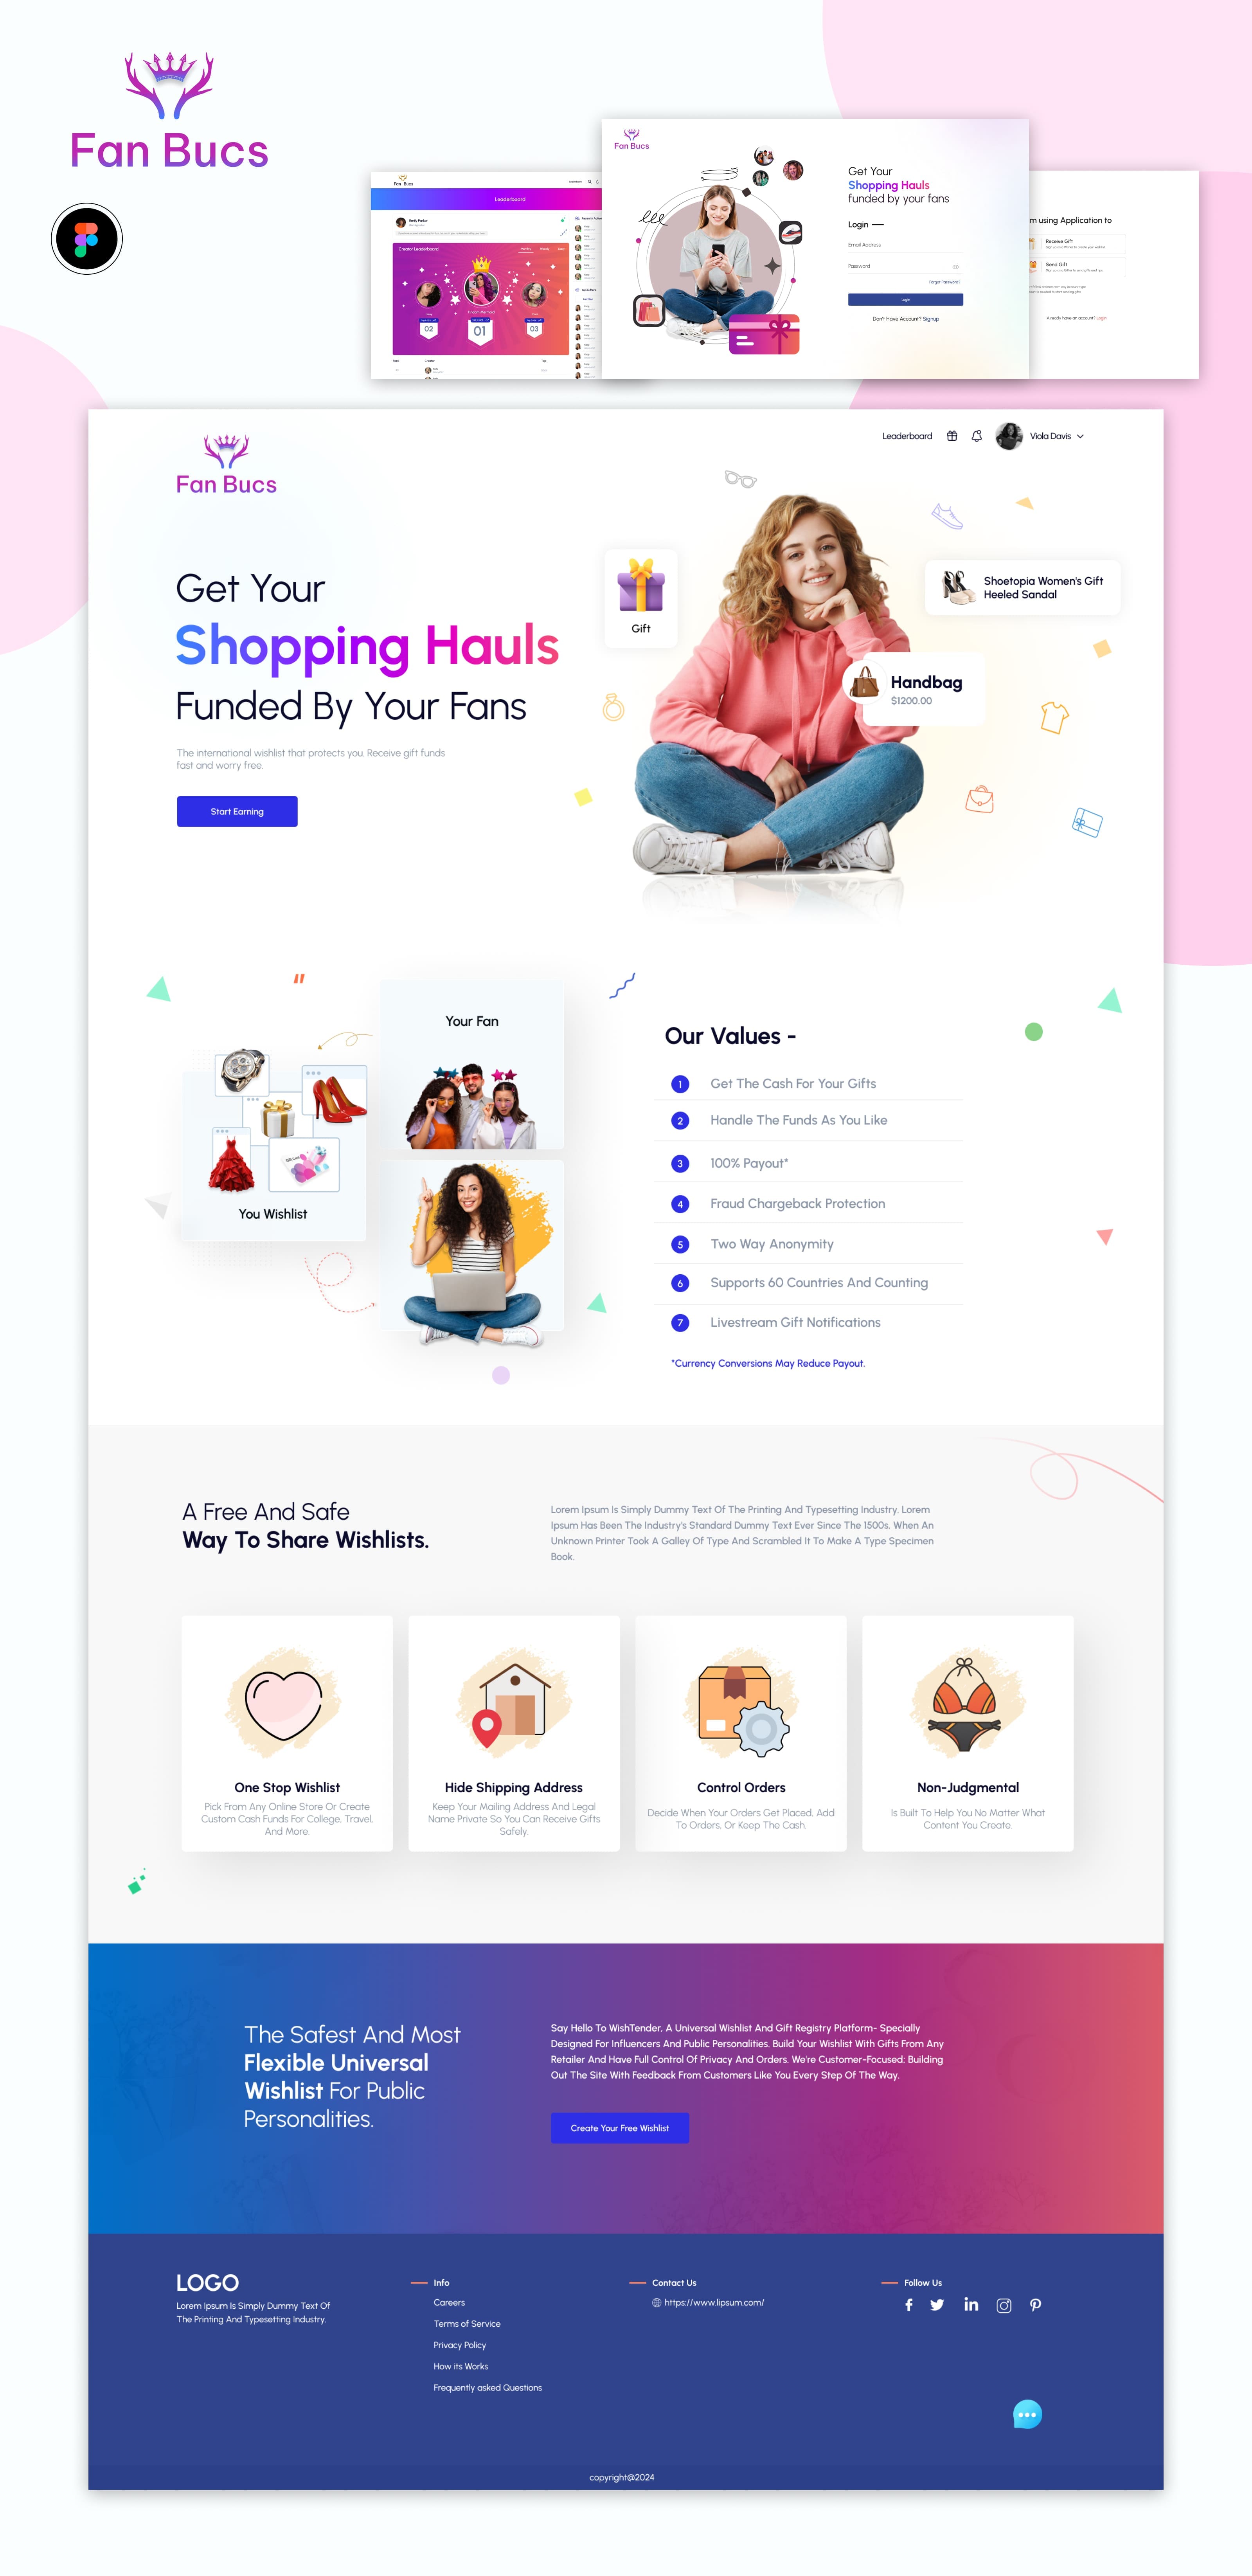 Fan Bucs
Fan Bucs
Leaderboard
Emily Parker
Creator Leaderboard
02
01
03
Rank
Creator
Fan Bucs
Get Your
Shopping Hauls
funded by your fans
Login
Email Address
Password
Forgot Password?
Login
Don't Have Account? Signup
m using Application to
Receive Gift
Send Gift
Already have an account? Login
Fan Bucs
Leaderboard
Viola Davis
Get Your
Shopping Hauls
Funded By Your Fans
The international wishlist that protects you. Receive gift funds
fast and worry free.
Start Earning
Gift
Shoetopia Women's Gift
Heeled Sandal
Handbag
$1200.00
Your Fan
You Wishlist
Our Values -
1 Get The Cash For Your Gifts
2 Handle The Funds As You Like
3 100% Payout*
4 Fraud Chargeback Protection
5 Two Way Anonymity
6 Supports 60 Countries And Counting
7 Livestream Gift Notifications
*Currency Conversions May Reduce Payout.
A Free And Safe
Way To Share Wishlists.
Lorem Ipsum Is Simply Dummy Text Of The Printing And Typesetting Industry. Lorem
Ipsum Has Been The Industry's Standard Dummy Text Ever Since The 1500s, When An
Unknown Printer Took A Galley Of Type And Scrambled It To Make A Type Specimen
Book.
One Stop Wishlist
Pick From Any Online Store Or Create
Custom Cash Funds For College, Travel,
And More.
Hide Shipping Address
Keep Your Mailing Address And Legal
Name Private So You Can Receive Gifts
Safely.
Control Orders
Decide When Your Orders Get Placed, Add
To Orders, Or Keep The Cash.
Non-Judgmental
Is Built To Help You No Matter What
Content You Create.
The Safest And Most
Flexible Universal
Wishlist For Public
Personalities.
Say Hello To WishTender, A Universal Wishlist And Gift Registry Platform- Specially
Designed For Influencers And Public Personalities. Build Your Wishlist With Gifts From Any
Retailer And Have Full Control Of Privacy And Orders. We're Customer-Focused; Building
Out The Site With Feedback From Customers Like You Every Step Of The Way.
Create Your Free Wishlist
LOGO
Lorem Ipsum Is Simply Dummy Text Of
The Printing And Typesetting Industry.
Info
Careers
Terms of Service
Privacy Policy
How its Works
Frequently asked Questions
Contact Us
https://www.lipsum.com/
Follow Us
copyright@2024